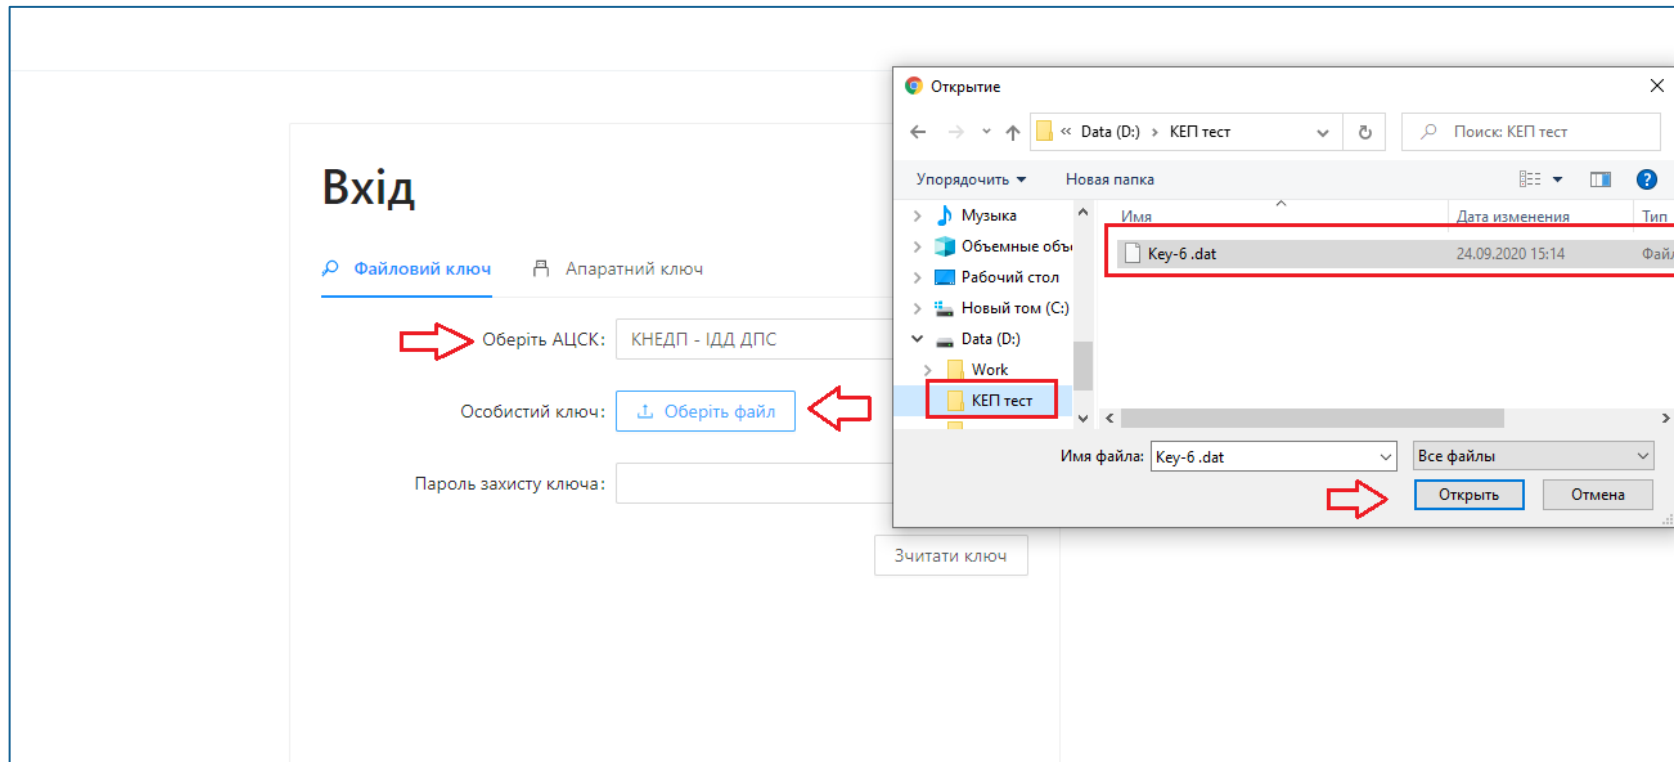 Вхід
Файловий ключ Апаратний ключ
Оберіть АЦСК: КНЕДП - ІДД ДПС
Особистий ключ: Оберіть файл
Пароль захисту ключа:
Зчитати ключ
Открытие
« Data (D:) › КЕП тест
Поиск: КЕП тест
Упорядочить Новая папка
Музыка
Объемные объ
Рабочий стол
Новый том (C:)
Data (D:)
Work
КЕП тест
Имя Дата изменения Тип
Key-6 .dat 24.09.2020 15:14 Файл
Имя файла: Key-6 .dat Все файлы
Открыть Отмена